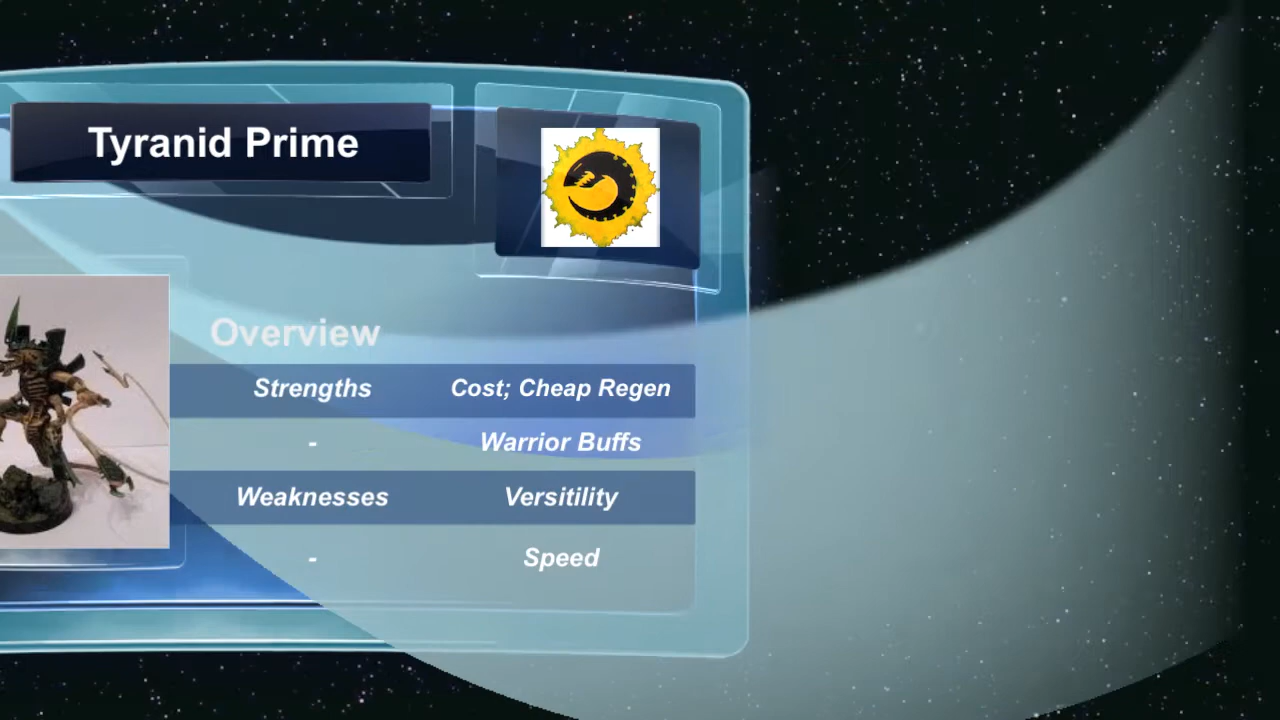 Tyranid Prime
Overview
Strengths Cost; Cheap Regen
- Warrior Buffs
Weaknesses Versitility
- Speed